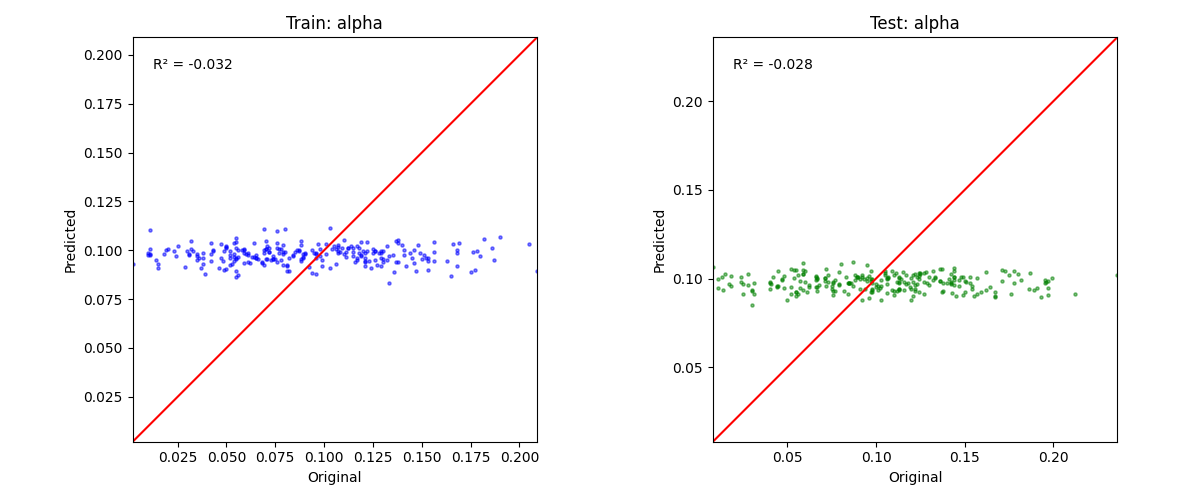 Train: alpha
R² = -0.032
0.200
0.175
0.150
0.125
0.100
0.075
0.050
0.025
Predicted
0.025 0.050 0.075 0.100 0.125 0.150 0.175 0.200
Original
Test: alpha
R² = -0.028
0.20
0.15
0.10
0.05
Predicted
0.05 0.10 0.15 0.20
Original